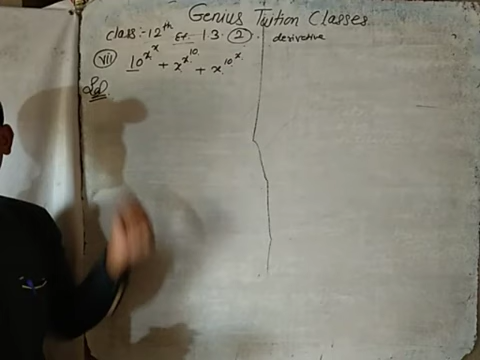 Genius Tuition Classes
class:- 12th Ex 13. (2) derivative
(vii) 10^x^x + x^x^10 + x^10^x
Sol